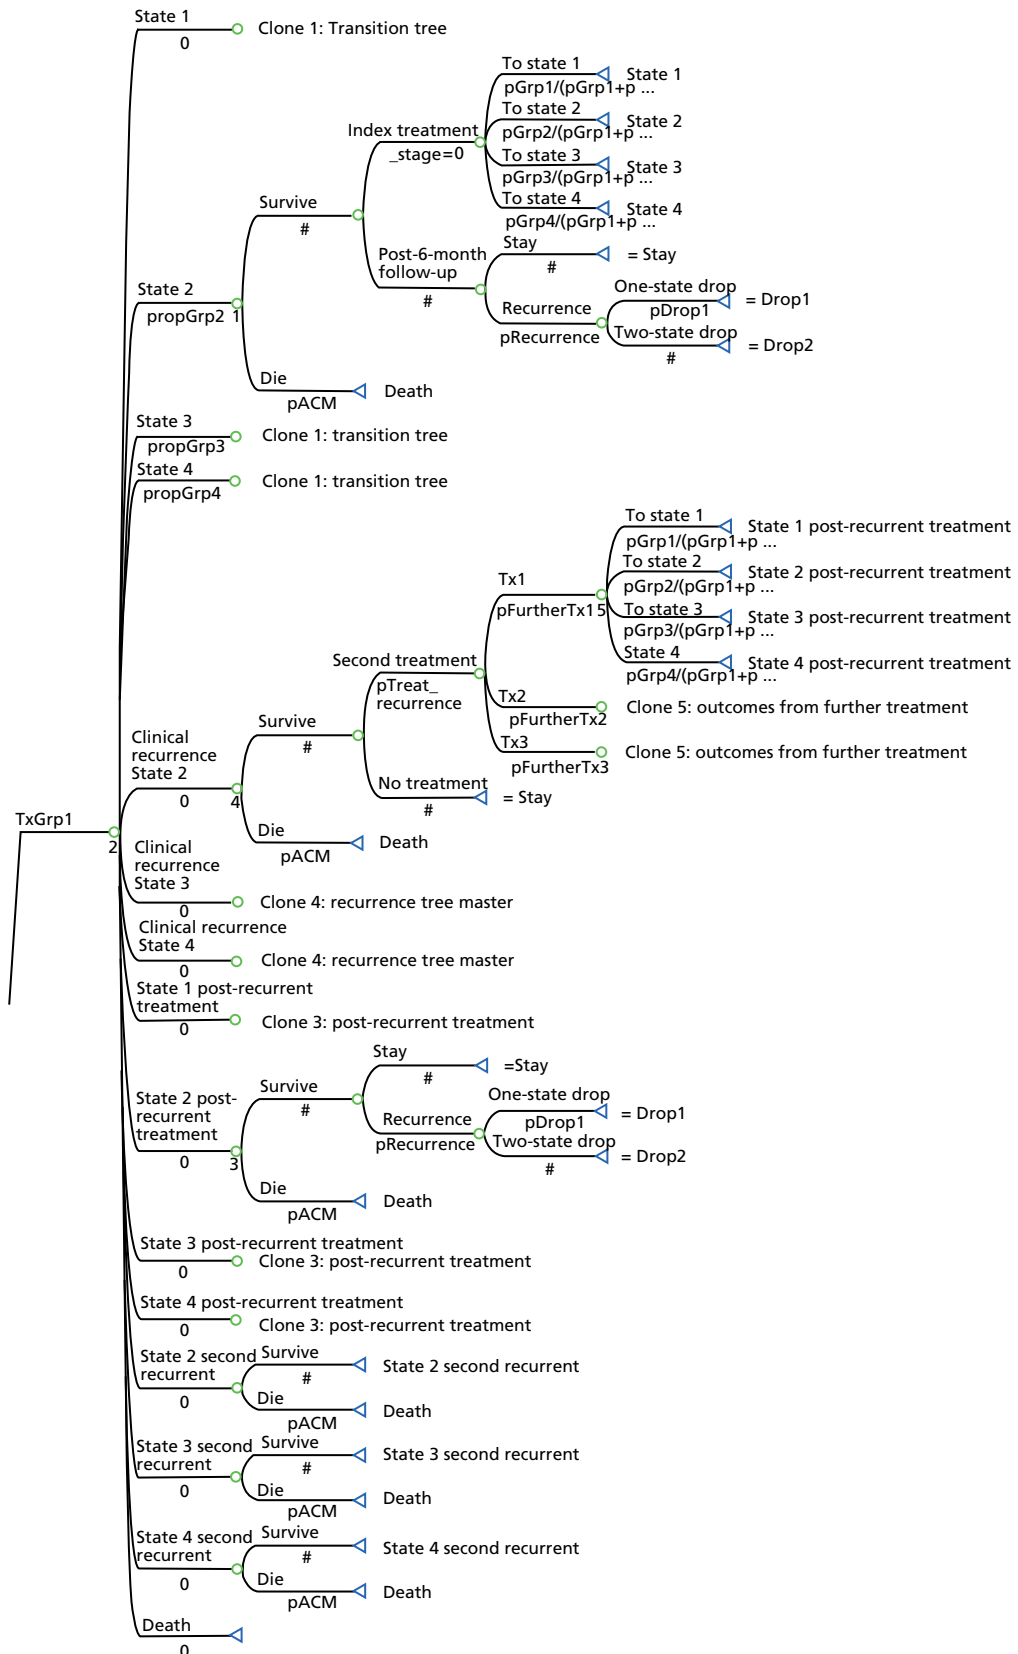 State 1
0
Clone 1: Transition tree
To state 1
pGrp1/(pGrp1+p ...
State 1
To state 2
pGrp2/(pGrp1+p ...
State 2
Index treatment
_stage=0
To state 3
pGrp3/(pGrp1+p ...
State 3
To state 4
pGrp4/(pGrp1+p ...
State 4
Survive
#
Post-6-month
follow-up
#
Stay
#
= Stay
Recurrence
pRecurrence
One-state drop
pDrop1
= Drop1
Two-state drop
#
= Drop2
State 2
propGrp2
1
Die
pACM
Death
State 3
propGrp3
Clone 1: transition tree
State 4
propGrp4
Clone 1: transition tree
To state 1
pGrp1/(pGrp1+p ...
State 1 post-recurrent treatment
To state 2
pGrp2/(pGrp1+p ...
State 2 post-recurrent treatment
Tx1
pFurtherTx1
5
To state 3
pGrp3/(pGrp1+p ...
State 3 post-recurrent treatment
State 4
pGrp4/(pGrp1+p ...
State 4 post-recurrent treatment
Second treatment
pTreat_
recurrence
Tx2
pFurtherTx2
Clone 5: outcomes from further treatment
Tx3
pFurtherTx3
Clone 5: outcomes from further treatment
Survive
#
No treatment
#
= Stay
Clinical
recurrence
State 2
0
4
Die
pACM
Death
TxGrp1
2
Clinical
recurrence
State 3
0
Clone 4: recurrence tree master
Clinical recurrence
State 4
0
Clone 4: recurrence tree master
State 1 post-recurrent
treatment
0
Clone 3: post-recurrent treatment
Stay
#
=Stay
Survive
#
Recurrence
pRecurrence
One-state drop
pDrop1
= Drop1
Two-state drop
#
= Drop2
State 2 post-
recurrent
treatment
0
3
Die
pACM
Death
State 3 post-recurrent treatment
0
Clone 3: post-recurrent treatment
State 4 post-recurrent treatment
0
Clone 3: post-recurrent treatment
State 2 second
recurrent
0
Survive
#
State 2 second recurrent
Die
pACM
Death
State 3 second
recurrent
0
Survive
#
State 3 second recurrent
Die
pACM
Death
State 4 second
recurrent
0
Survive
#
State 4 second recurrent
Die
pACM
Death
Death
0